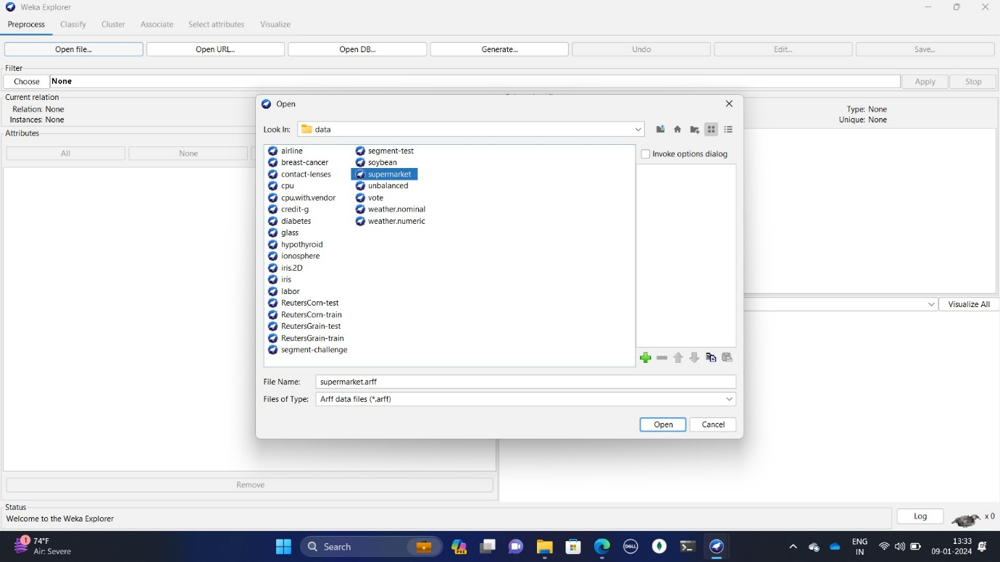 Weka Explorer
Preprocess Classify Cluster Associate Select attributes Visualize
Open file... Open URL... Open DB... Generate... Undo Edit... Save...
Filter
Choose None Apply Stop
Current relation
Relation: None
Instances: None
Type: None
Unique: None
Attributes
All None
Open
Look In: data
airline
breast-cancer
contact-lenses
cpu
cpu.with.vendor
credit-g
diabetes
glass
hypothyroid
ionosphere
iris.2D
iris
labor
ReutersCorn-test
ReutersCorn-train
ReutersGrain-test
ReutersGrain-train
segment-challenge
segment-test
soybean
supermarket
unbalanced
vote
weather.nominal
weather.numeric
Invoke options dialog
File Name: supermarket.arff
Files of Type: Arff data files (*.arff)
Open Cancel
Visualize All
Remove
Status
Welcome to the Weka Explorer
Log x 0
1
74°F
Air: Severe
Search
PRE
DELL
ENG
IN
13:33
09-01-2024